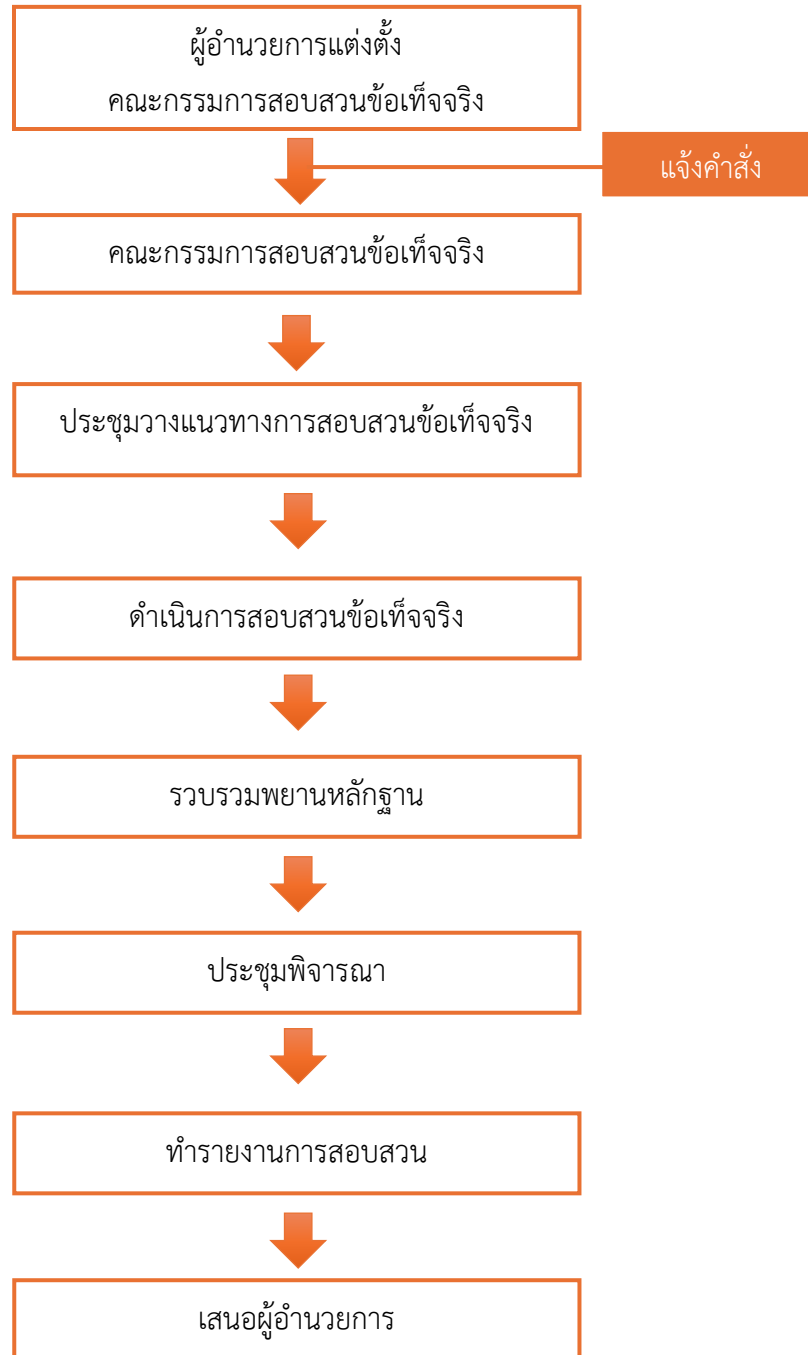 ผู้อำนวยการแต่งตั้ง
คณะกรรมการสอบสวนข้อเท็จจริง
แจ้งคำสั่ง
คณะกรรมการสอบสวนข้อเท็จจริง
ประชุมวางแนวทางการสอบสวนข้อเท็จจริง
ดำเนินการสอบสวนข้อเท็จจริง
รวบรวมพยานหลักฐาน
ประชุมพิจารณา
ทำรายงานการสอบสวน
เสนอผู้อำนวยการ